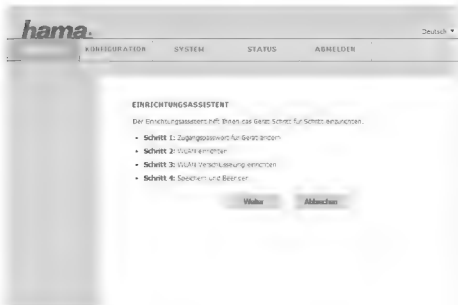 hama.
Deutsch
KONFIGURATION SYSTEM STATUS ABMELDEN
EINRICHTUNGSASSISTENT
Der Einrichtungsassistent hilft Ihnen das Gerät Schritt für Schritt einzurichten.
• Schritt 1: Zugangspasswort für Gerät ändern
• Schritt 2: WLAN einrichten
• Schritt 3: WLAN Verschlüsselung einrichten
• Schritt 4: Speichern und Beenden
Weiter Abbrechen